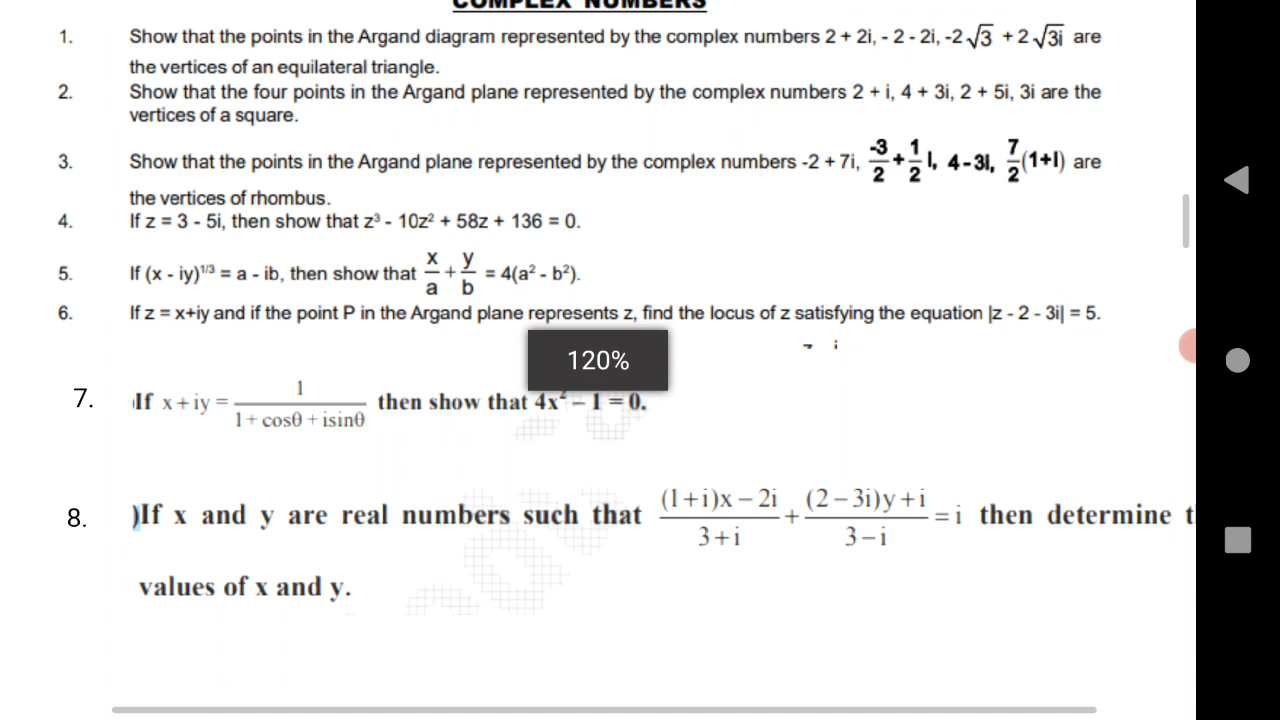 COMPLEX NUMBERS
1. Show that the points in the Argand diagram represented by the complex numbers 2 + 2i, - 2 - 2i, -2√3 + 2√3i are
the vertices of an equilateral triangle.
2. Show that the four points in the Argand plane represented by the complex numbers 2 + i, 4 + 3i, 2 + 5i, 3i are the
vertices of a square.
3. Show that the points in the Argand plane represented by the complex numbers -2 + 7i, -3/2 + 1/2 I, 4-3I, 7/2 (1+I) are
the vertices of rhombus.
4. If z = 3 - 5i, then show that z³ - 10z² + 58z + 136 = 0.
5. If (x - iy)^1/3 = a - ib, then show that x/a + y/b = 4(a² - b²).
6. If z = x+iy and if the point P in the Argand plane represents z, find the locus of z satisfying the equation |z - 2 - 3i| = 5.
120%
7. If x + iy = 1/(1 + cosθ + isinθ) then show that 4x² – 1 = 0.
8. )If x and y are real numbers such that ((1+i)x – 2i)/(3+i) + ((2–3i)y + i)/(3–i) = i then determine t
values of x and y.